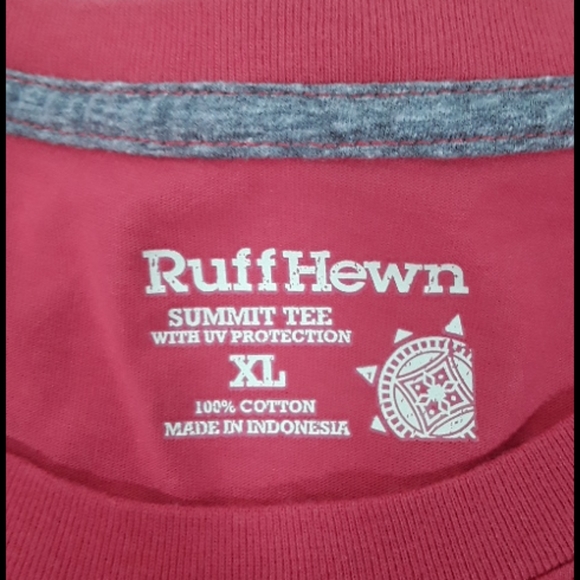 RuffHewn
SUMMIT TEE
WITH UV PROTECTION
XL
100% COTTON
MADE IN INDONESIA